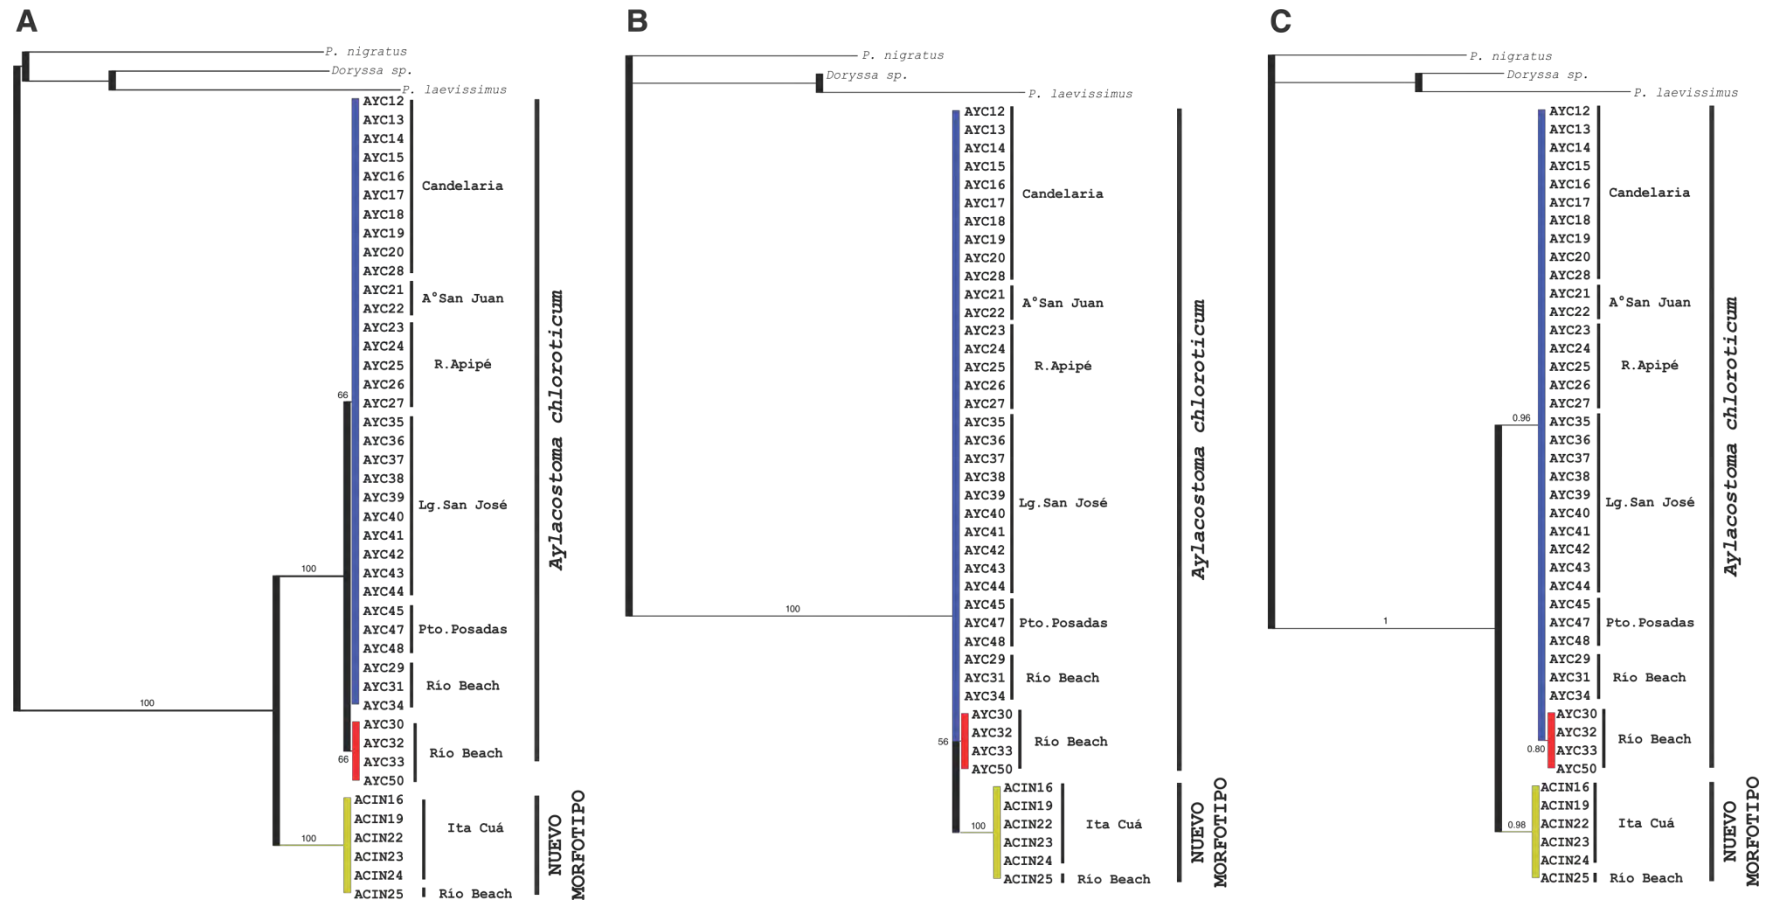 A
P. nigratus
Doryssa sp.
P. laevissimus
AYC12
AYC13
AYC14
AYC15
AYC16
AYC17
AYC18
AYC19
AYC20
AYC28
Candelaria
AYC21
AYC22
A°San Juan
AYC23
AYC24
AYC25
AYC26
AYC27
R.Apipé
66
AYC35
AYC36
AYC37
AYC38
AYC39
AYC40
AYC41
AYC42
AYC43
AYC44
Lg.San José
100
AYC45
AYC47
AYC48
Pto.Posadas
AYC29
AYC31
AYC34
Río Beach
100
AYC30
AYC32
AYC33
AYC50
Río Beach
66
Aylacostoma chloroticum
ACIN16
ACIN19
ACIN22
ACIN23
ACIN24
Ita Cuá
100
ACIN25
Río Beach
NUEVO
MORFOTIPO
B
P. nigratus
Doryssa sp.
P. laevissimus
AYC12
AYC13
AYC14
AYC15
AYC16
AYC17
AYC18
AYC19
AYC20
AYC28
Candelaria
AYC21
AYC22
A°San Juan
AYC23
AYC24
AYC25
AYC26
AYC27
R.Apipé
AYC35
AYC36
AYC37
AYC38
AYC39
AYC40
AYC41
AYC42
AYC43
AYC44
Lg.San José
100
AYC45
AYC47
AYC48
Pto.Posadas
AYC29
AYC31
AYC34
Río Beach
AYC30
AYC32
AYC33
AYC50
Río Beach
56
Aylacostoma chloroticum
ACIN16
ACIN19
ACIN22
ACIN23
ACIN24
Ita Cuá
100
ACIN25
Río Beach
NUEVO
MORFOTIPO
C
P. nigratus
Doryssa sp.
P. laevissimus
AYC12
AYC13
AYC14
AYC15
AYC16
AYC17
AYC18
AYC19
AYC20
AYC28
Candelaria
AYC21
AYC22
A°San Juan
AYC23
AYC24
AYC25
AYC26
AYC27
R.Apipé
0.96
AYC35
AYC36
AYC37
AYC38
AYC39
AYC40
AYC41
AYC42
AYC43
AYC44
Lg.San José
1
AYC45
AYC47
AYC48
Pto.Posadas
AYC29
AYC31
AYC34
Río Beach
AYC30
AYC32
AYC33
AYC50
Río Beach
0.80
Aylacostoma chloroticum
ACIN16
ACIN19
ACIN22
ACIN23
ACIN24
Ita Cuá
0.98
ACIN25
Río Beach
NUEVO
MORFOTIPO